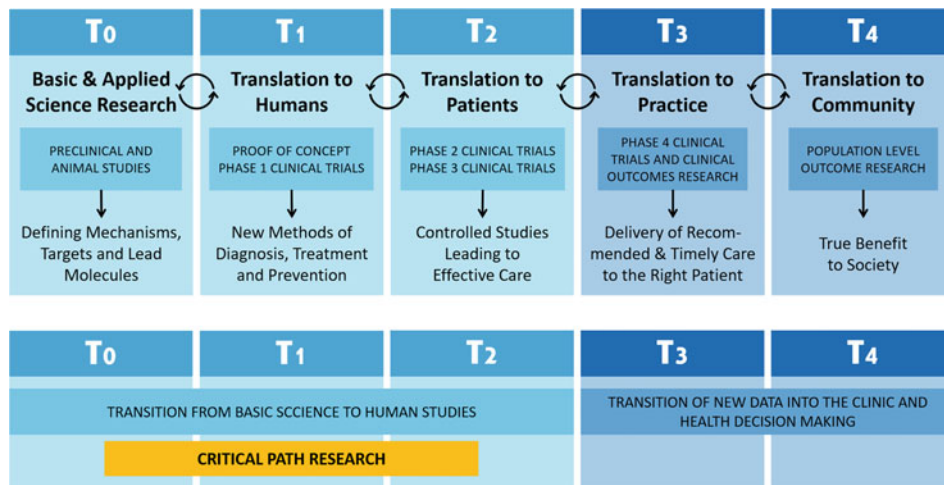 T0
T1
T2
T3
T4
Basic & Applied
Science Research
Translation to
Humans
Translation to
Patients
Translation to
Practice
Translation to
Community
PRECLINICAL AND
ANIMAL STUDIES
PROOF OF CONCEPT
PHASE 1 CLINICAL TRIALS
PHASE 2 CLINICAL TRIALS
PHASE 3 CLINICAL TRIALS
PHASE 4 CLINICAL
TRIALS AND CLINICAL
OUTCOMES RESEARCH
POPULATION LEVEL
OUTCOME RESEARCH
Defining Mechanisms,
Targets and Lead
Molecules
New Methods of
Diagnosis, Treatment
and Prevention
Controlled Studies
Leading to
Effective Care
Delivery of Recom-
mended & Timely Care
to the Right Patient
True Benefit
to Society
T0
T1
T2
T3
T4
TRANSITION FROM BASIC SCCIENCE TO HUMAN STUDIES
TRANSITION OF NEW DATA INTO THE CLINIC AND
HEALTH DECISION MAKING
CRITICAL PATH RESEARCH